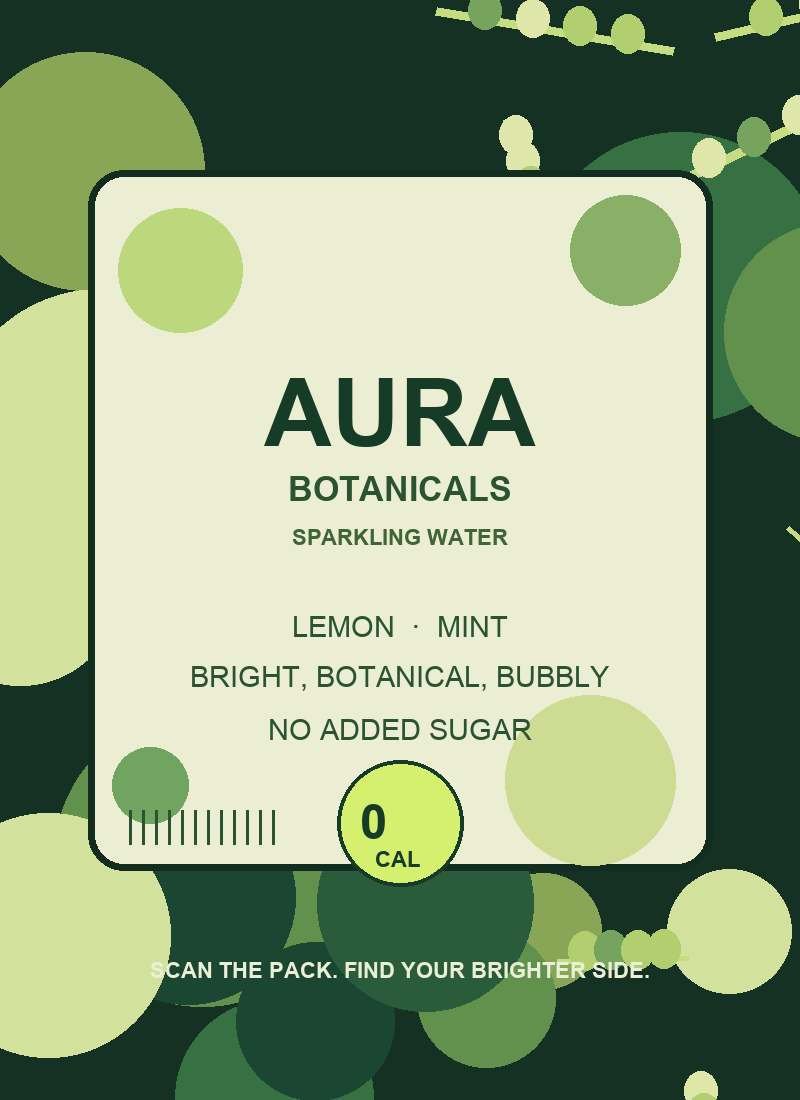 AURA
BOTANICALS
SPARKLING WATER
LEMON · MINT
BRIGHT, BOTANICAL, BUBBLY
NO ADDED SUGAR
0
CAL
SCAN THE PACK. FIND YOUR BRIGHTER SIDE.